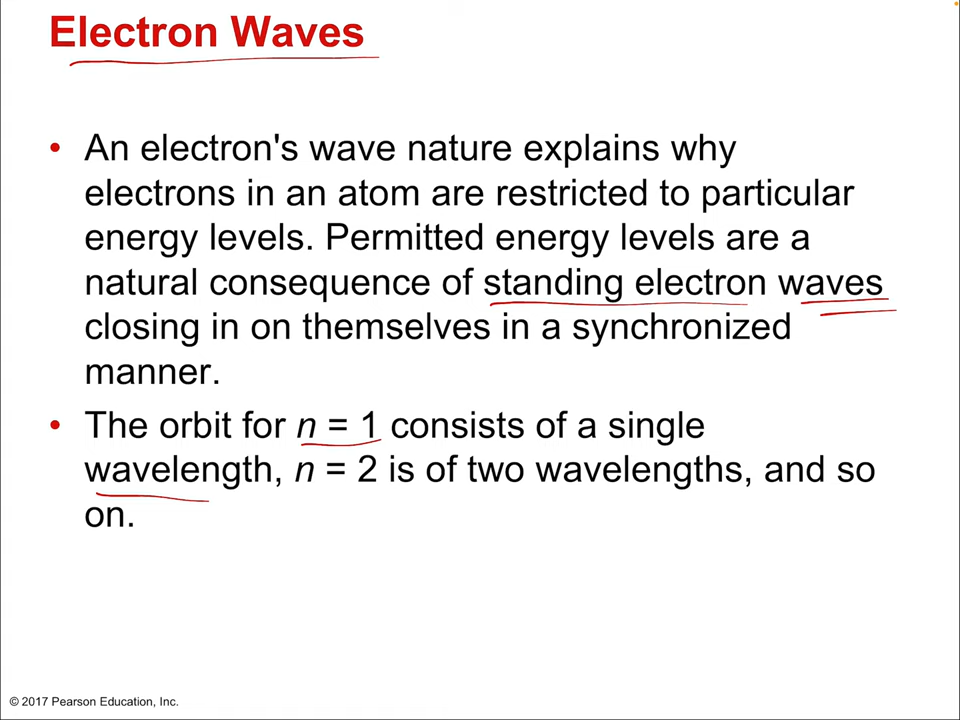 Electron Waves
• An electron's wave nature explains why
electrons in an atom are restricted to particular
energy levels. Permitted energy levels are a
natural consequence of standing electron waves
closing in on themselves in a synchronized
manner.
• The orbit for n = 1 consists of a single
wavelength, n = 2 is of two wavelengths, and so
on.
© 2017 Pearson Education, Inc.